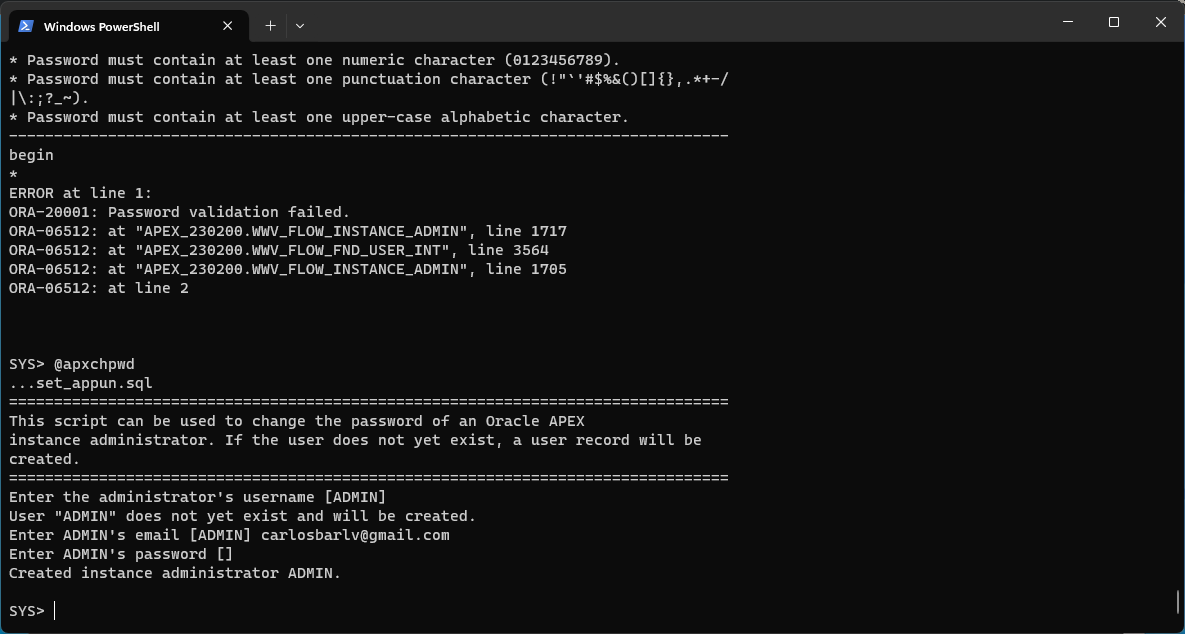 Windows PowerShell
* Password must contain at least one numeric character (0123456789).
* Password must contain at least one punctuation character (!"`'#$%&()[]{},.*+-/
|\:;?_~).
* Password must contain at least one upper-case alphabetic character.
--------------------------------------------------------------------------------
begin
*
ERROR at line 1:
ORA-20001: Password validation failed.
ORA-06512: at "APEX_230200.WWV_FLOW_INSTANCE_ADMIN", line 1717
ORA-06512: at "APEX_230200.WWV_FLOW_FND_USER_INT", line 3564
ORA-06512: at "APEX_230200.WWV_FLOW_INSTANCE_ADMIN", line 1705
ORA-06512: at line 2
SYS> @apxchpwd
...set_appun.sql
================================================================================
This script can be used to change the password of an Oracle APEX
instance administrator. If the user does not yet exist, a user record will be
created.
================================================================================
Enter the administrator's username [ADMIN]
User "ADMIN" does not yet exist and will be created.
Enter ADMIN's email [ADMIN] carlosbarlv@gmail.com
Enter ADMIN's password []
Created instance administrator ADMIN.
SYS>